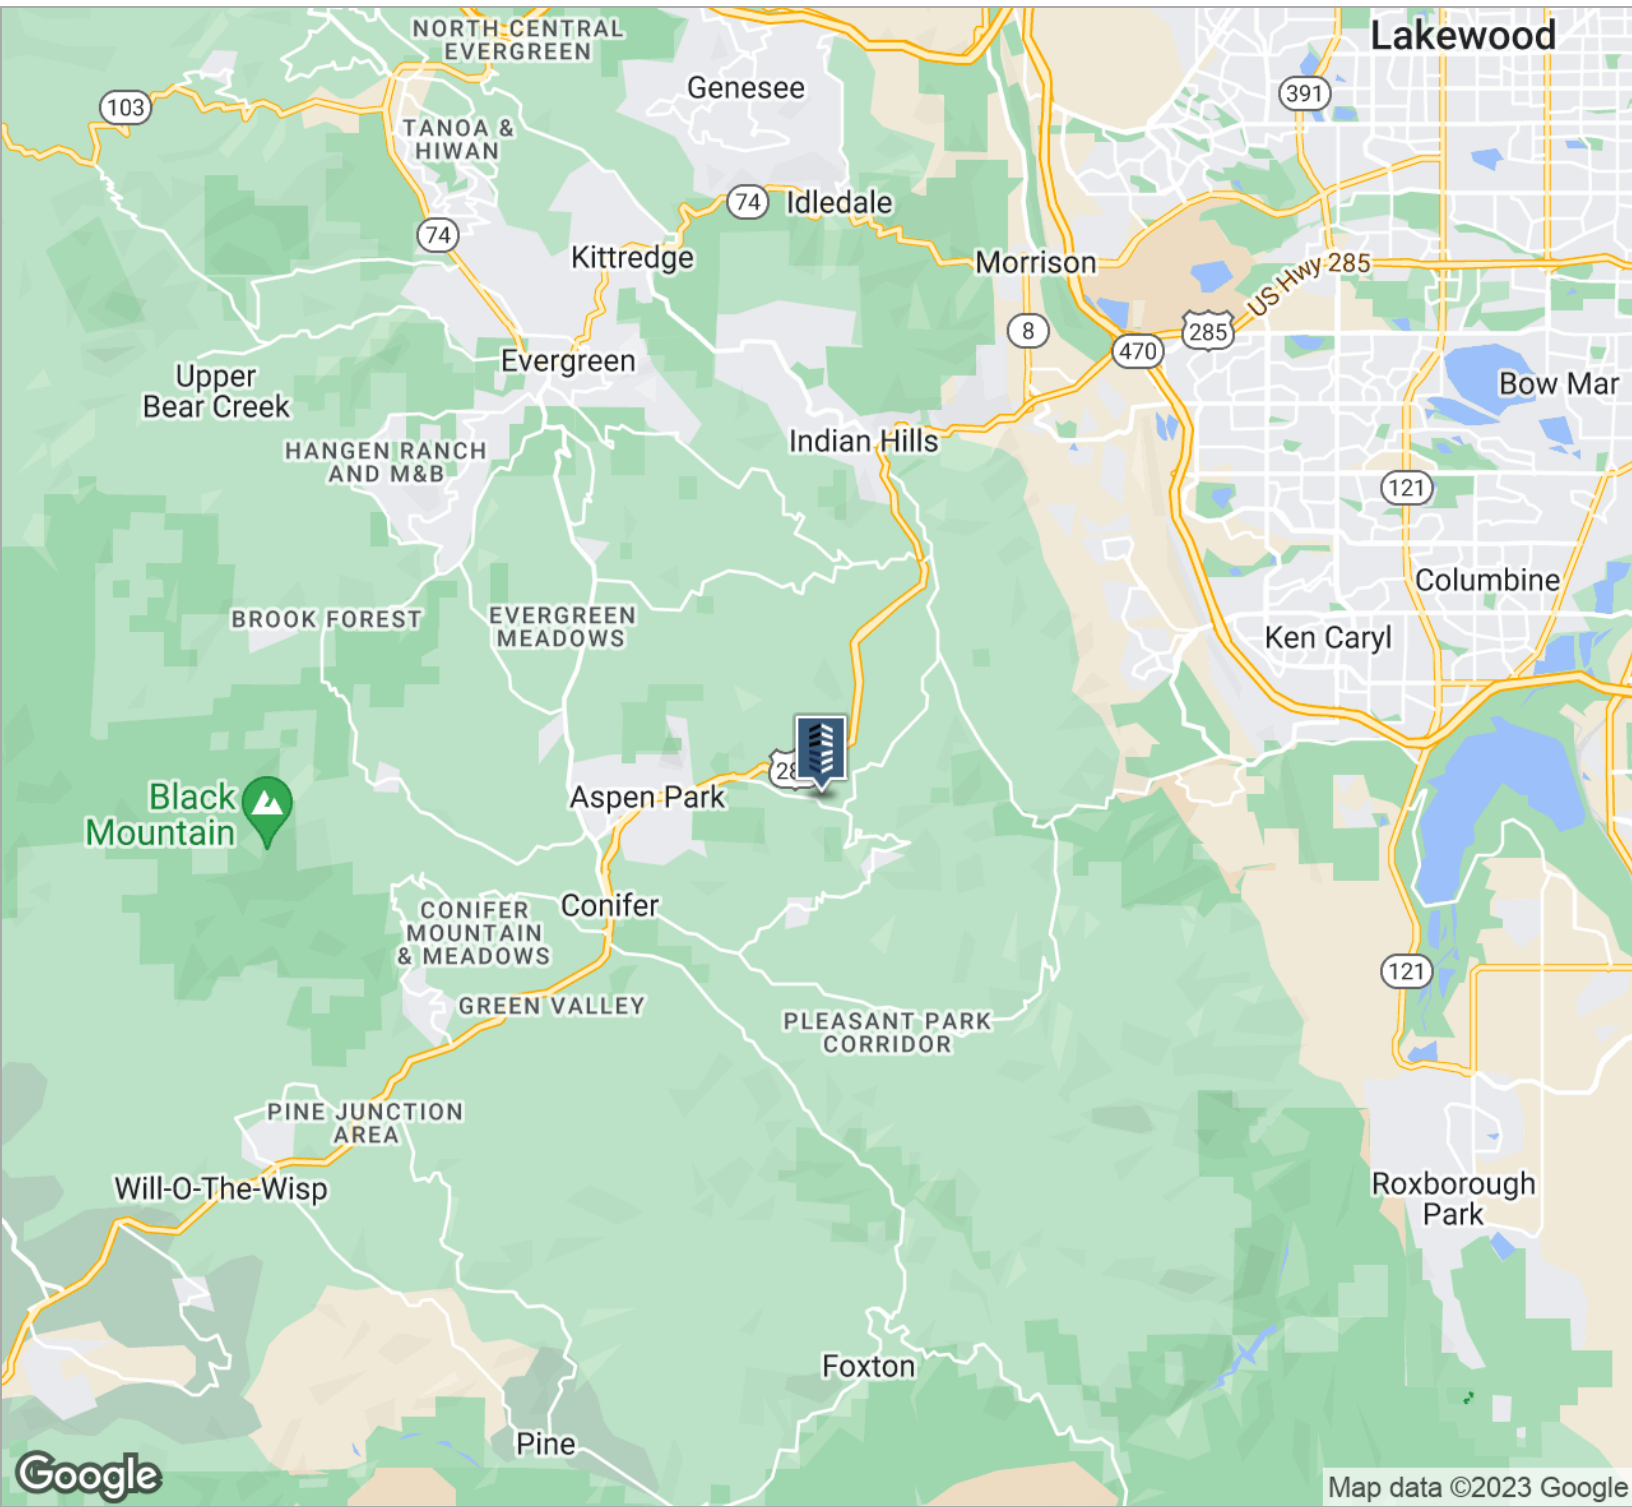 NORTH CENTRAL
EVERGREEN
Lakewood
Genesee
391
103
TANOA &
HIWAN
74
Idledale
74
Kittredge
Morrison
US Hwy 285
8
285
470
Evergreen
Upper
Bear Creek
Bow Mar
Indian Hills
HANGEN RANCH
AND M&B
121
Columbine
BROOK FOREST
EVERGREEN
MEADOWS
Ken Caryl
28
Black
Mountain
Aspen Park
Conifer
CONIFER
MOUNTAIN
& MEADOWS
121
GREEN VALLEY
PLEASANT PARK
CORRIDOR
PINE JUNCTION
AREA
Will-O-The-Wisp
Roxborough
Park
Foxton
Pine
Google
Map data ©2023 Google